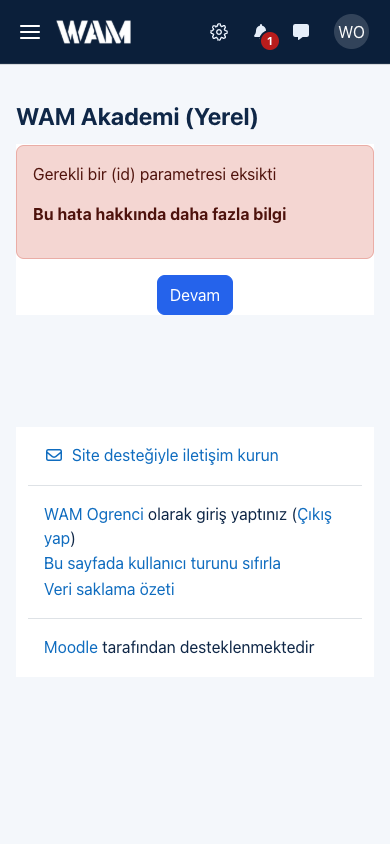 WAM
1
WO
WAM Akademi (Yerel)
Gerekli bir (id) parametresi eksikti
Bu hata hakkında daha fazla bilgi
Devam
Site desteğiyle iletişim kurun
WAM Ogrenci olarak giriş yaptınız (Çıkış
yap)
Bu sayfada kullanıcı turunu sıfırla
Veri saklama özeti
Moodle tarafından desteklenmektedir